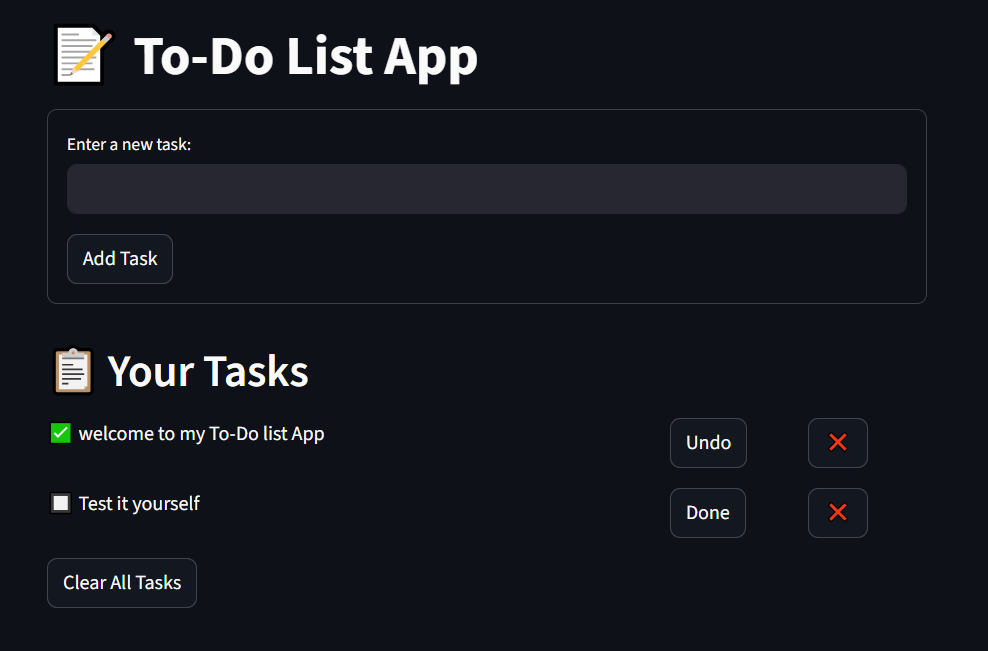 To-Do List App
Enter a new task:
Add Task
Your Tasks
welcome to my To-Do list App
Undo
Test it yourself
Done
Clear All Tasks